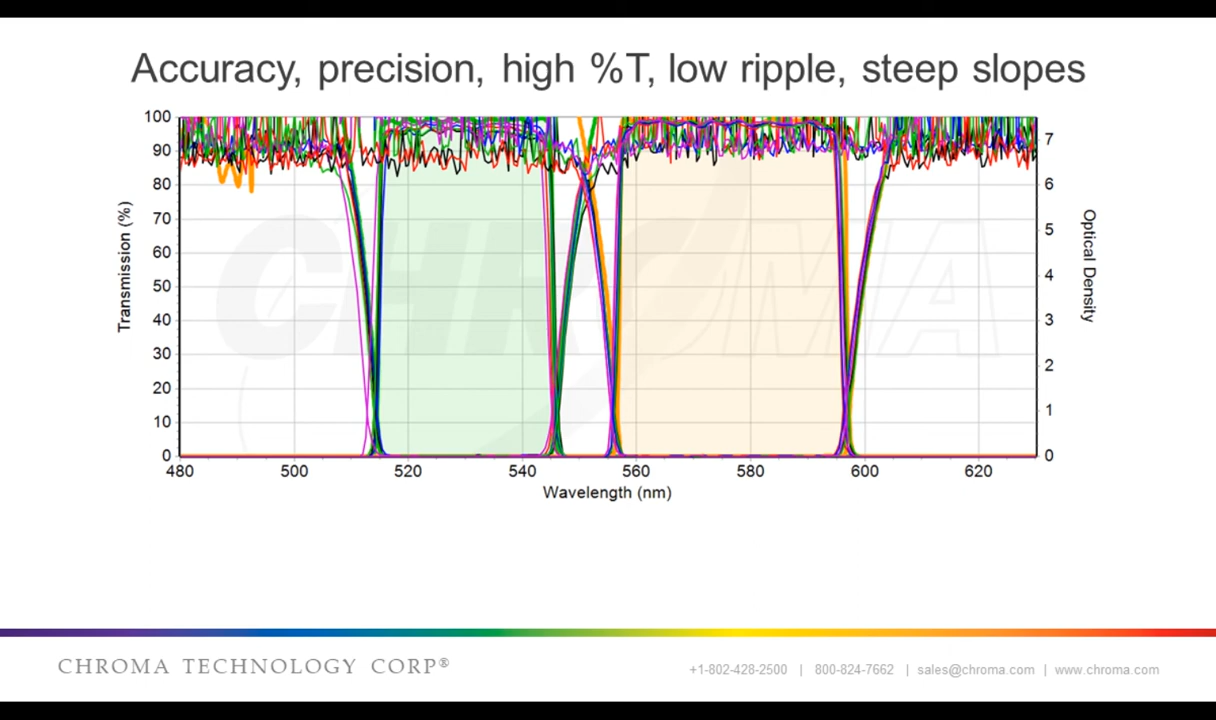 Accuracy, precision, high %T, low ripple, steep slopes
100
90
80
70
60
50
40
30
20
10
0
Transmission (%)
7
6
5
4
3
2
1
0
Optical Density
CHROMA
480 500 520 540 560 580 600 620
Wavelength (nm)
CHROMA TECHNOLOGY CORP®
+1-802-428-2500 | 800-824-7662 | sales@chroma.com | www.chroma.com